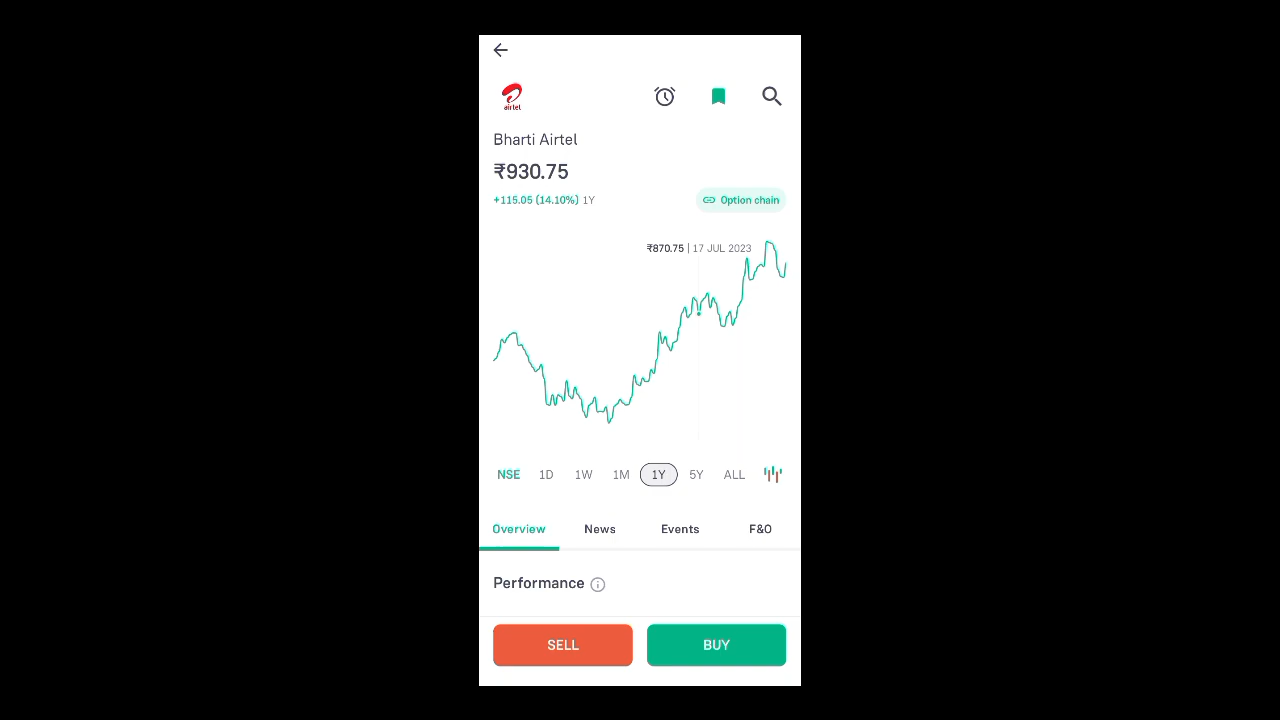 airtel
Bharti Airtel
₹930.75
+115.05 (14.10%) 1Y
Option chain
₹870.75 | 17 JUL 2023
NSE 1D 1W 1M 1Y 5Y ALL
Overview News Events F&O
Performance
SELL BUY